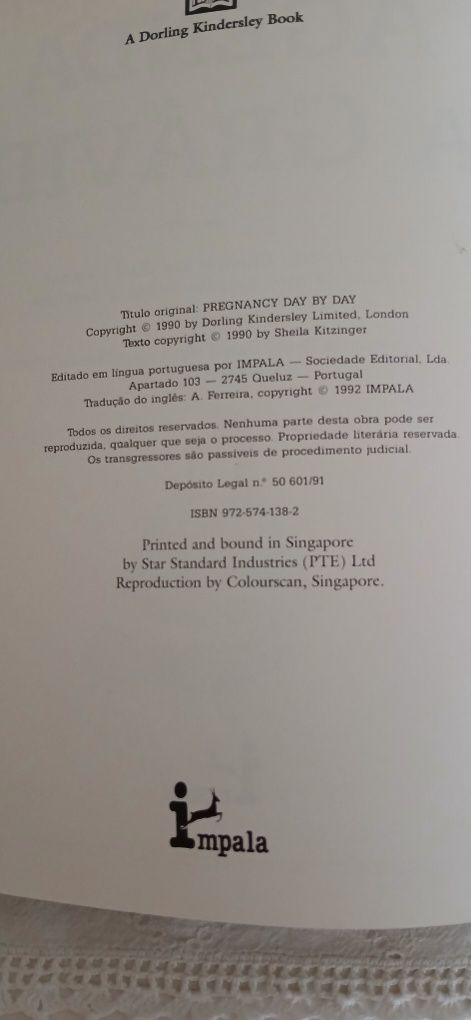 A Dorling Kindersley Book
Título original: PREGNANCY DAY BY DAY
Copyright © 1990 by Dorling Kindersley Limited, London
Texto copyright © 1990 by Sheila Kitzinger
Editado em língua portuguesa por IMPALA — Sociedade Editorial, Lda.
Apartado 103 — 2745 Queluz — Portugal
Tradução do inglês: A. Ferreira, copyright © 1992 IMPALA
Todos os direitos reservados. Nenhuma parte desta obra pode ser
reproduzida, qualquer que seja o processo. Propriedade literária reservada.
Os transgressores são passíveis de procedimento judicial.
Depósito Legal n.º 50 601/91
ISBN 972-574-138-2
Printed and bound in Singapore
by Star Standard Industries (PTE) Ltd
Reproduction by Colourscan, Singapore.
impala